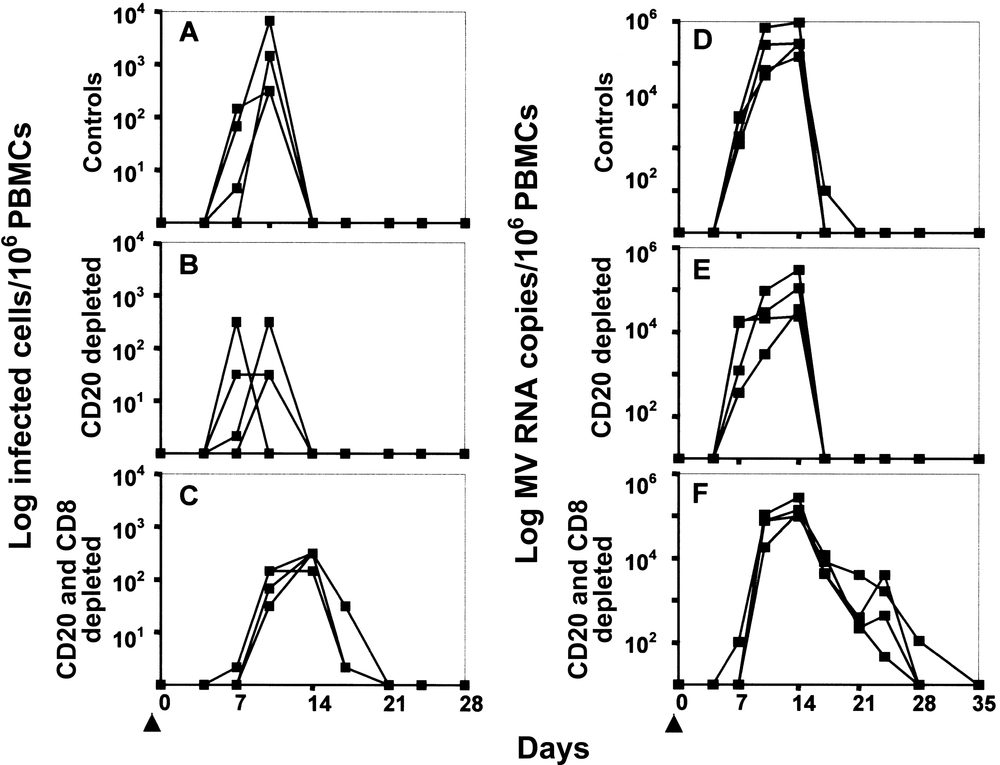 Log infected cells/10⁶ PBMCs
Controls
10⁴
10³
10²
10¹
A
CD20 depleted
10⁴
10³
10²
10¹
B
CD20 and CD8
depleted
10⁴
10³
10²
10¹
C
0 7 14 21 28
Log MV RNA copies/10⁶ PBMCs
Controls
10⁶
10⁴
10²
D
CD20 depleted
10⁶
10⁴
10²
E
CD20 and CD8
depleted
10⁶
10⁴
10²
F
0 7 14 21 28 35
Days